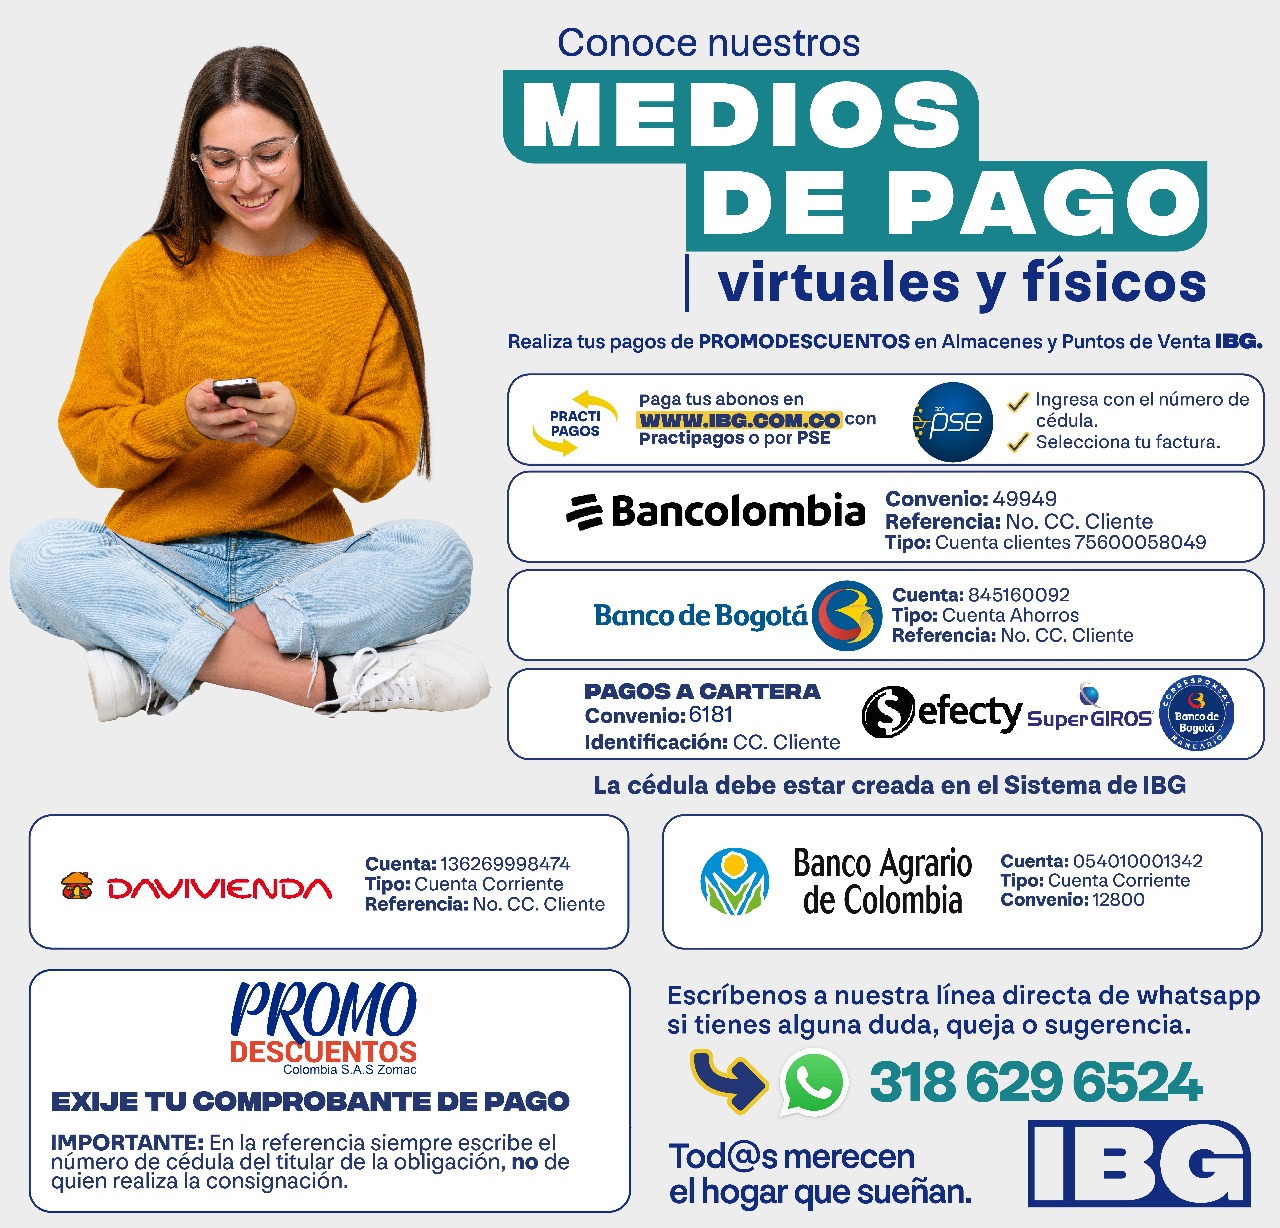 Conoce nuestros
MEDIOS
DE PAGO
virtuales y físicos
Realiza tus pagos de PROMODESCUENTOS en Almacenes y Puntos de Venta IBG.
PRACTI
PAGOS
Paga tus abonos en
WWW.IBG.COM.CO con
Practipagos o por PSE
pse
Ingresa con el número de
cédula.
Selecciona tu factura.
Bancolombia
Convenio: 49949
Referencia: No. CC. Cliente
Tipo: Cuenta clientes 75600058049
Banco de Bogotá
Cuenta: 845160092
Tipo: Cuenta Ahorros
Referencia: No. CC. Cliente
PAGOS A CARTERA
Convenio: 6181
Identificación: CC. Cliente
$efecty
SuperGIROS
CORRESPONSAL
Banco de
Bogotá
BANCARIO
La cédula debe estar creada en el Sistema de IBG
DAVIVIENDA
Cuenta: 136269998474
Tipo: Cuenta Corriente
Referencia: No. CC. Cliente
Banco Agrario
de Colombia
Cuenta: 054010001342
Tipo: Cuenta Corriente
Convenio: 12800
PROMO
DESCUENTOS
Colombia S.A.S Zomac
EXIJE TU COMPROBANTE DE PAGO
IMPORTANTE: En la referencia siempre escribe el
número de cédula del titular de la obligación, no de
quien realiza la consignación.
Escríbenos a nuestra línea directa de whatsapp
si tienes alguna duda, queja o sugerencia.
318 629 6524
Tod@s merecen
el hogar que sueñan.
IBG